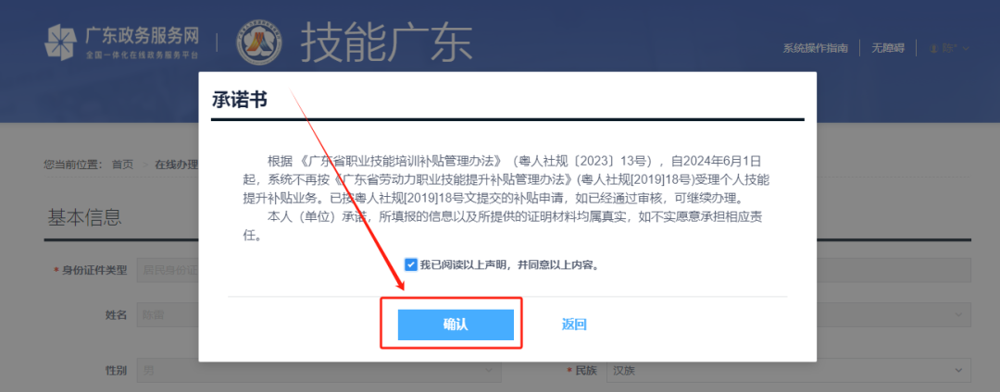 广东政务服务网
全国一体化在线政务服务平台
技能广东
系统操作指南
无障碍
承诺书
根据 《广东省职业技能培训补贴管理办法》（粤人社规〔2023〕13号），自2024年6月1日
起，系统不再按《广东省劳动力职业技能提升补贴管理办法》(粤人社规[2019]18号)受理个人技能
提升补贴业务。已按粤人社规[2019]18号文提交的补贴申请，如已经通过审核，可继续办理。
本人（单位）承诺，所填报的信息以及所提供的证明材料均属真实，如不实愿意承担相应责
任。
我已阅读以上声明，并同意以上内容。
确认
返回
您当前位置： 首页 > 在线办理
基本信息
* 身份证件类型 居民身份证
姓名
性别 男
* 民族 汉族